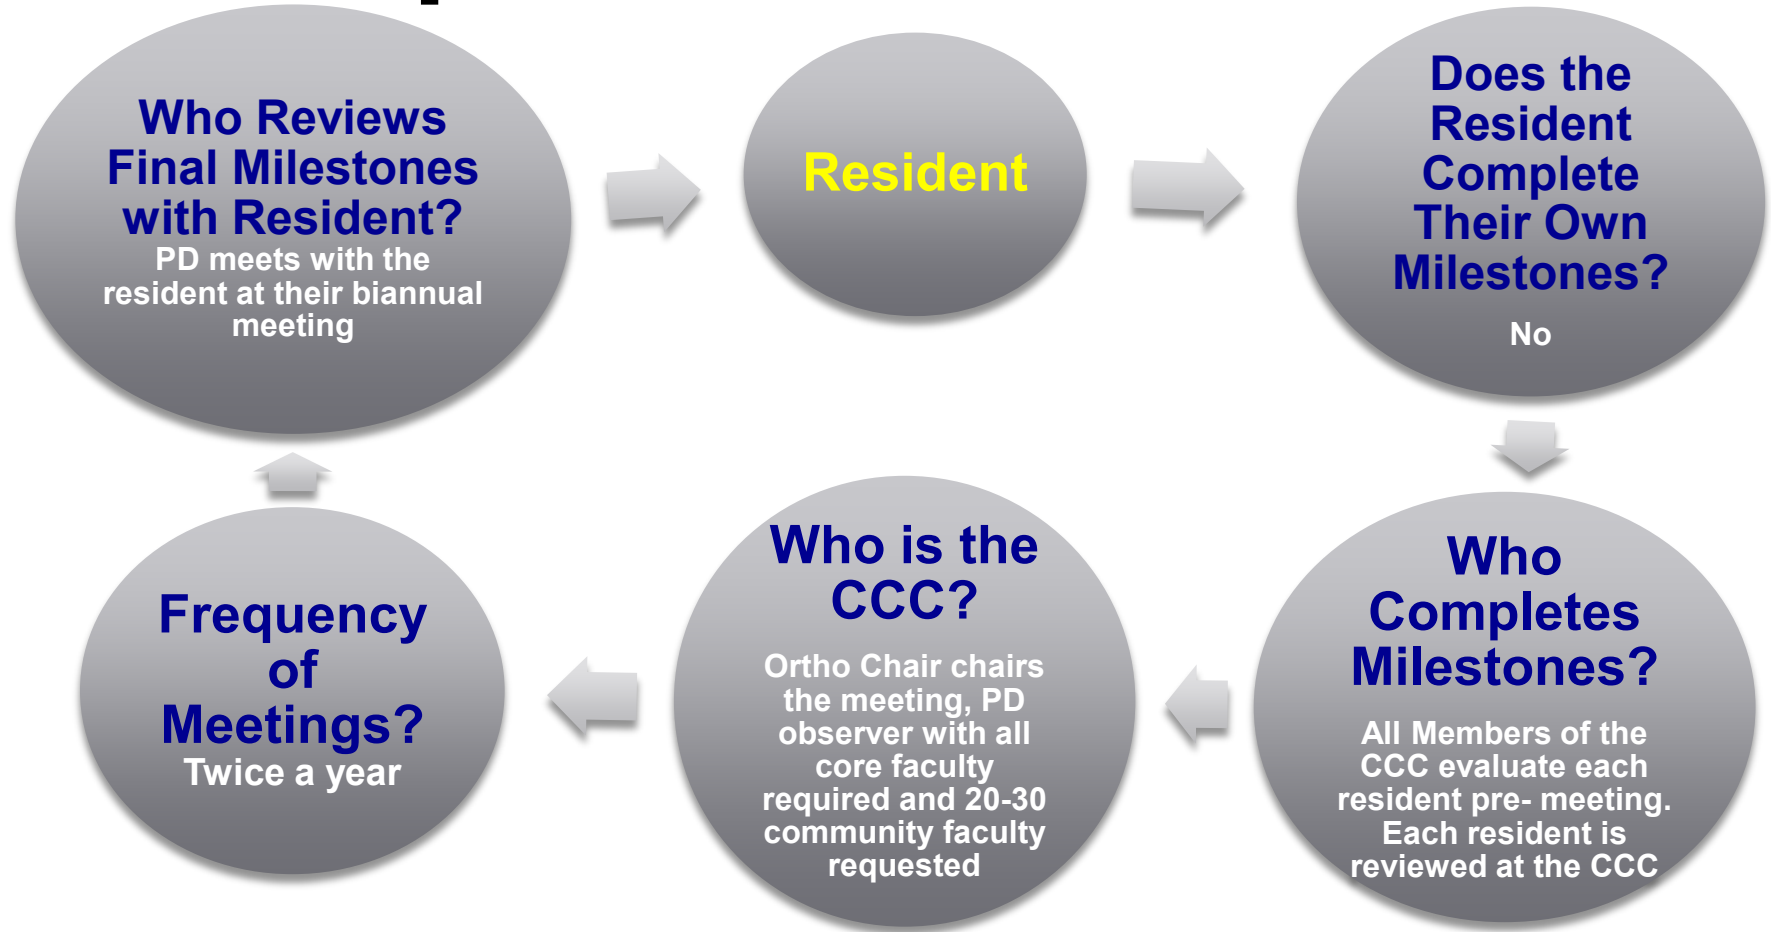 Who Reviews
Final Milestones
with Resident?
PD meets with the
resident at their biannual
meeting
Resident
Does the
Resident
Complete
Their Own
Milestones?
No
Who
Completes
Milestones?
All Members of the
CCC evaluate each
resident pre- meeting.
Each resident is
reviewed at the CCC
Who is the
CCC?
Ortho Chair chairs
the meeting, PD
observer with all
core faculty
required and 20-30
community faculty
requested
Frequency
of
Meetings?
Twice a year